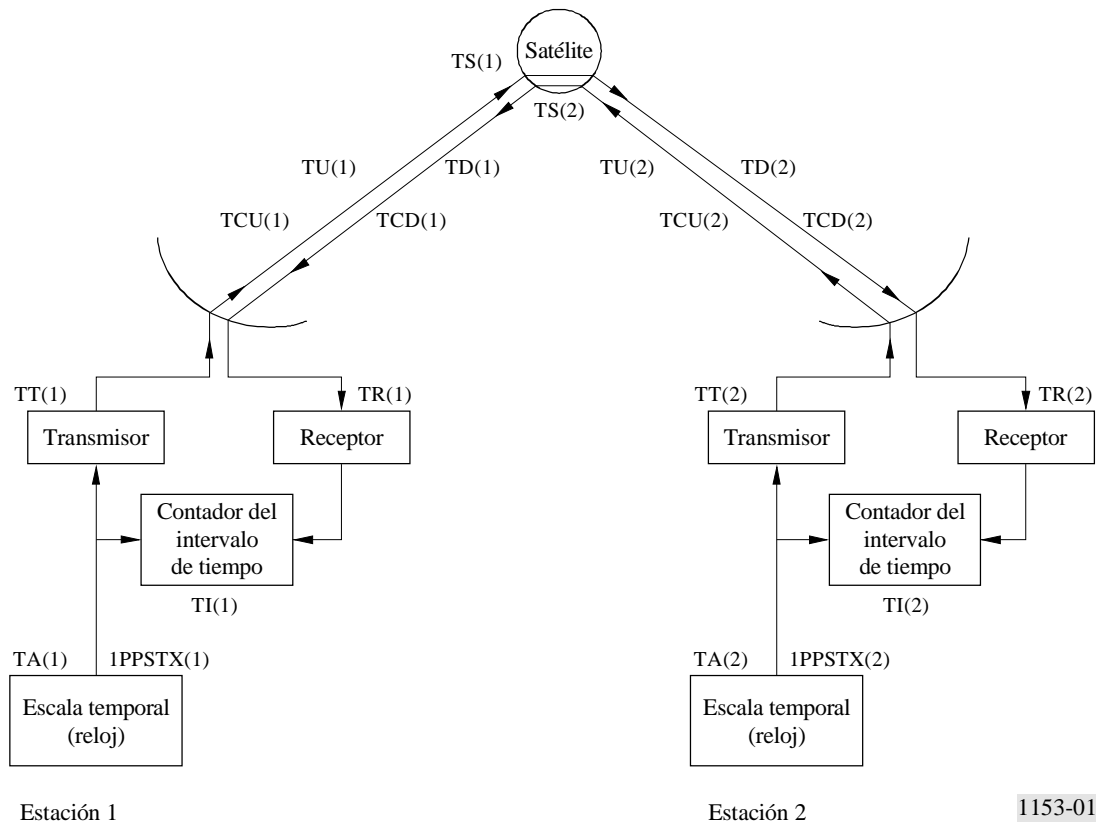 Satélite
TS(1)
TS(2)
TU(1)
TD(1)
TU(2)
TD(2)
TCU(1)
TCD(1)
TCU(2)
TCD(2)
TT(1)
TR(1)
TT(2)
TR(2)
Transmisor
Receptor
Transmisor
Receptor
Contador del
intervalo
de tiempo
Contador del
intervalo
de tiempo
TI(1)
TI(2)
TA(1)
1PPSTX(1)
TA(2)
1PPSTX(2)
Escala temporal
(reloj)
Escala temporal
(reloj)
Estación 1
Estación 2
1153-01